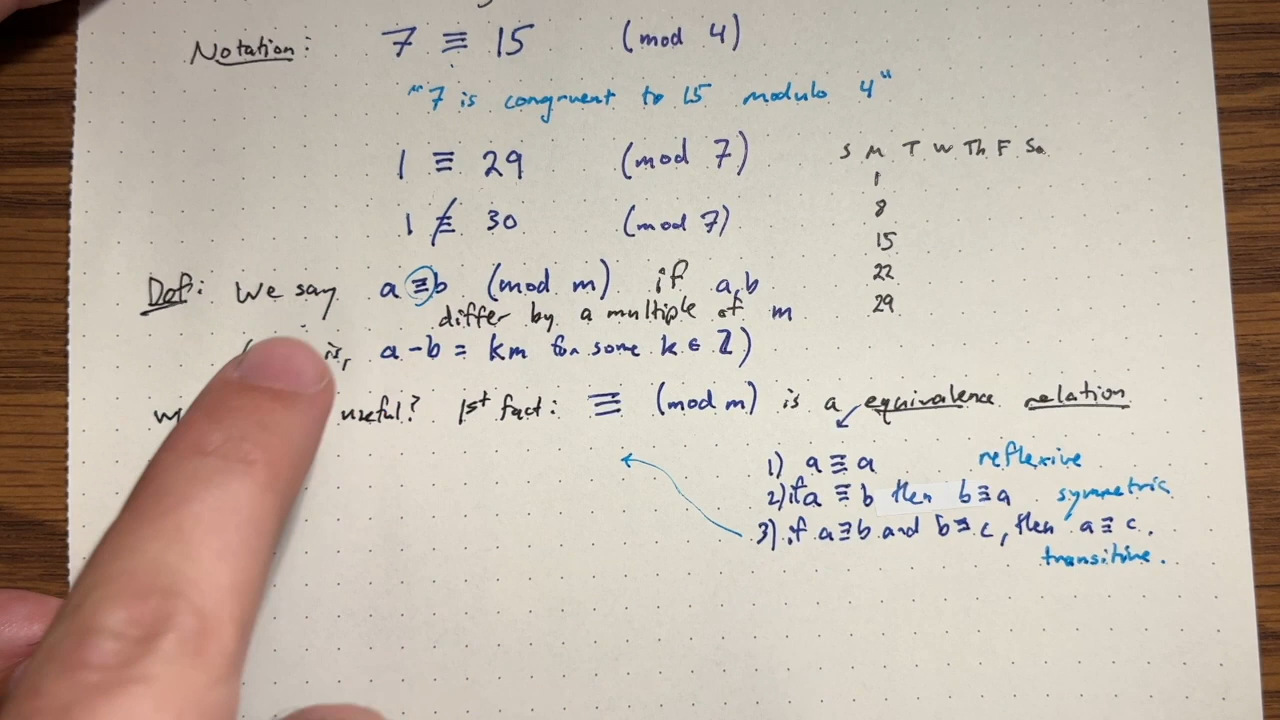 Notation: 7 ≡ 15 (mod 4)
"7 is congruent to 15 modulo 4"
1 ≡ 29 (mod 7)
1 ≢ 30 (mod 7)
S M T W Th F Sa
1
8
15
22
29
Def: We say a ≡ b (mod m) if a,b
differ by a multiple of m
is, a - b = km for some k ∈ ℤ)
useful? 1st fact: ≡ (mod m) is a equivalence relation
1) a ≡ a reflexive
2) if a ≡ b then b ≡ a symmetric
3) if a ≡ b and b ≡ c, then a ≡ c.
transitive.